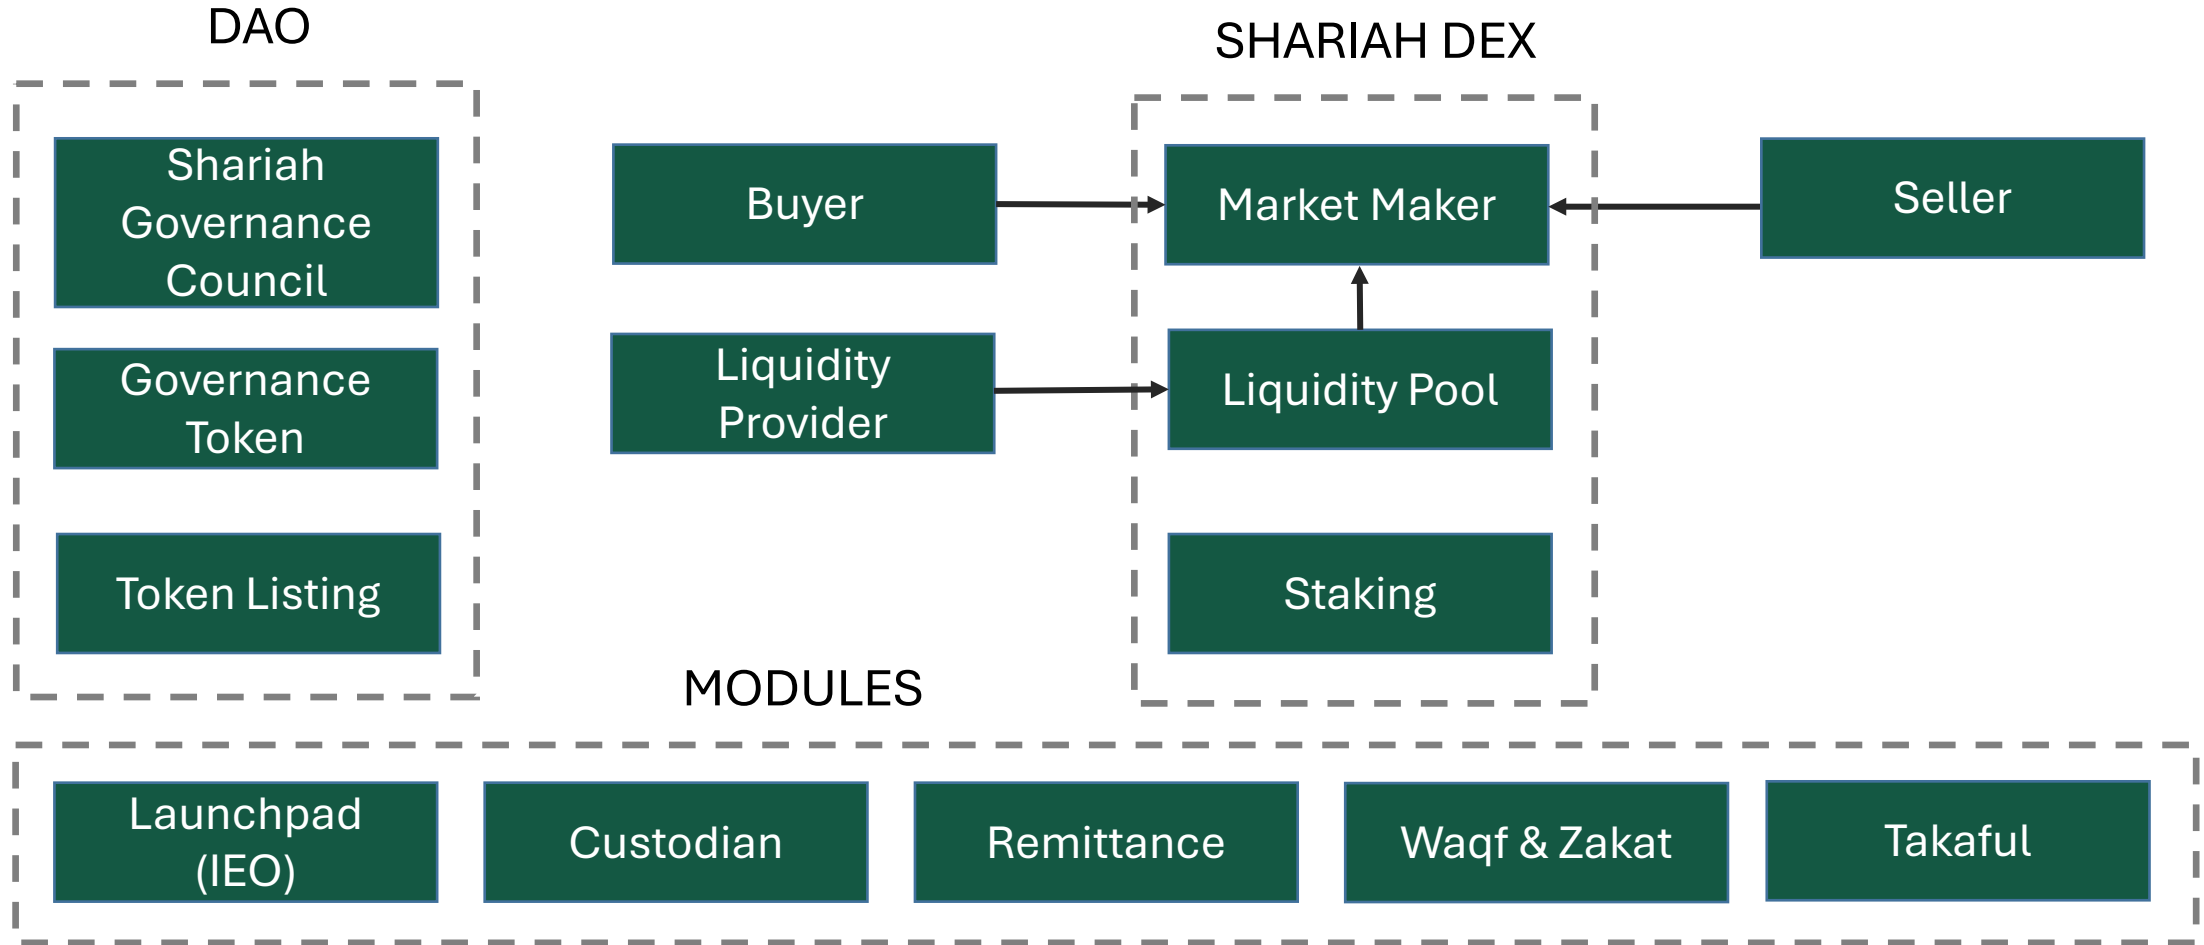 DAO
SHARIAH DEX
Shariah
Governance
Council
Governance
Token
Token Listing
Buyer
Liquidity
Provider
Market Maker
Liquidity Pool
Staking
Seller
MODULES
Launchpad
(IEO)
Custodian
Remittance
Waqf & Zakat
Takaful